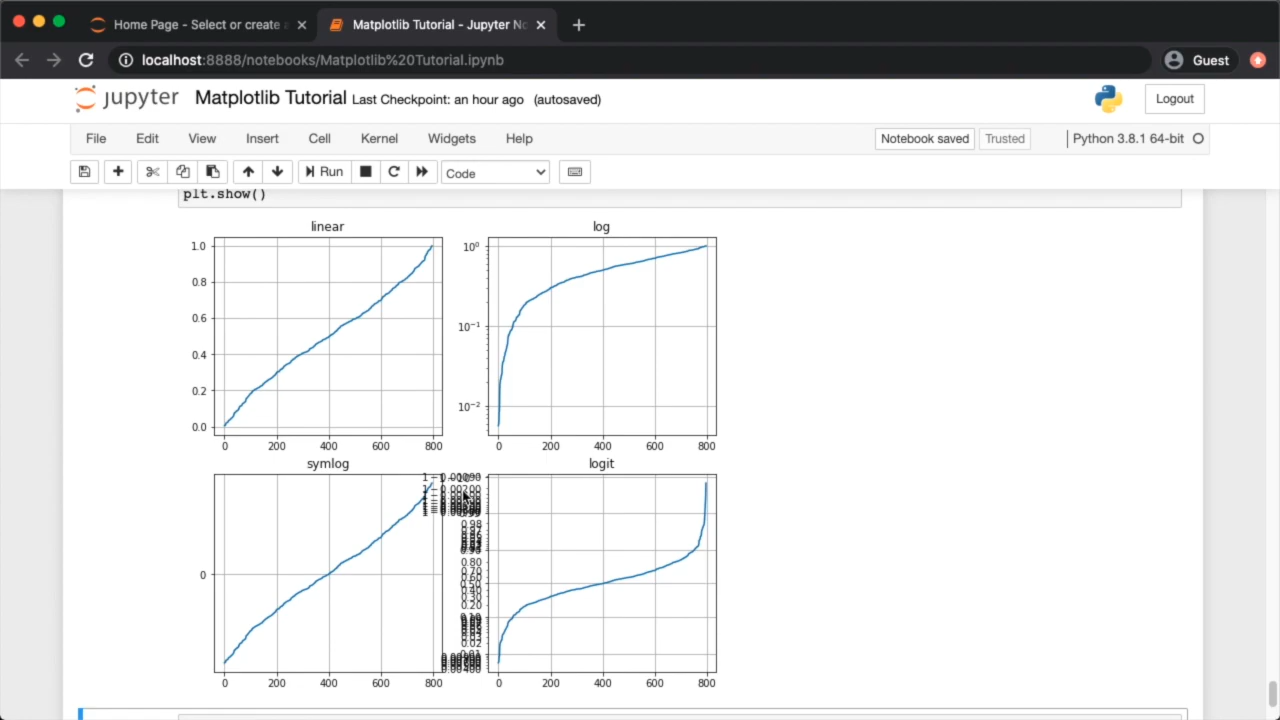 Home Page - Select or create a
Matplotlib Tutorial - Jupyter No
localhost:8888/notebooks/Matplotlib%20Tutorial.ipynb
Guest
jupyter Matplotlib Tutorial Last Checkpoint: an hour ago (autosaved)
Logout
File Edit View Insert Cell Kernel Widgets Help
Notebook saved Trusted Python 3.8.1 64-bit
Run Code
plt.show()
linear
1.0
0.8
0.6
0.4
0.2
0.0
0 200 400 600 800
log
10⁰
10⁻¹
10⁻²
0 200 400 600 800
symlog
0
0 200 400 600 800
logit
0.98
0.80
0.70
0.60
0.50
0.40
0.30
0.20
0.02
0 200 400 600 800